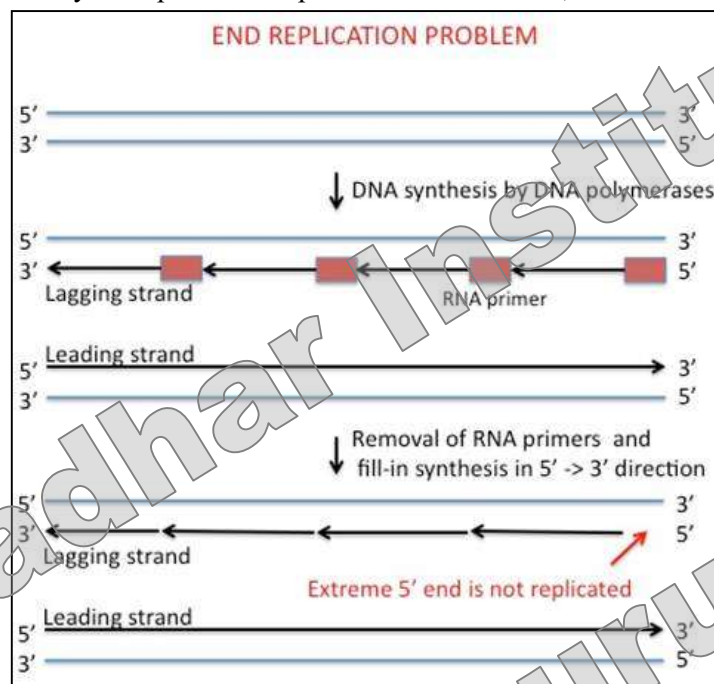 END REPLICATION PROBLEM
5′ 3′
3′ 5′
DNA synthesis by DNA polymerases
5′ 3′
3′ 5′
Lagging strand RNA primer
Leading strand
5′ 3′
3′ 5′
Removal of RNA primers and
fill-in synthesis in 5′ -> 3′ direction
5′ 3′
3′ 5′
Lagging strand
Extreme 5′ end is not replicated
Leading strand
5′ 3′
3′ 5′